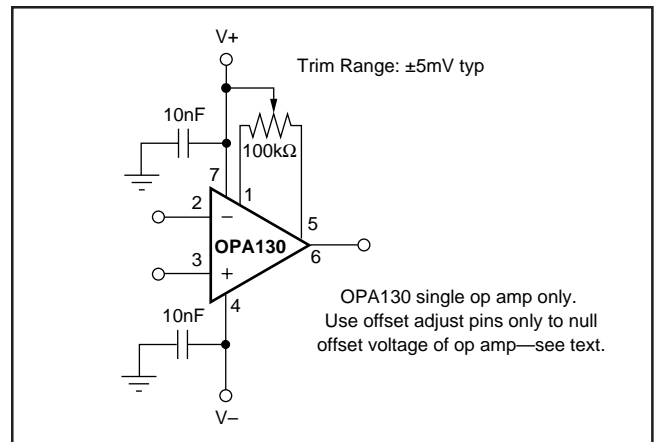 V+
Trim Range: ±5mV typ
10nF
100kΩ
7
1
2
–
5
OPA130
6
3
+
4
10nF
OPA130 single op amp only.
Use offset adjust pins only to null
offset voltage of op amp—see text.
V–